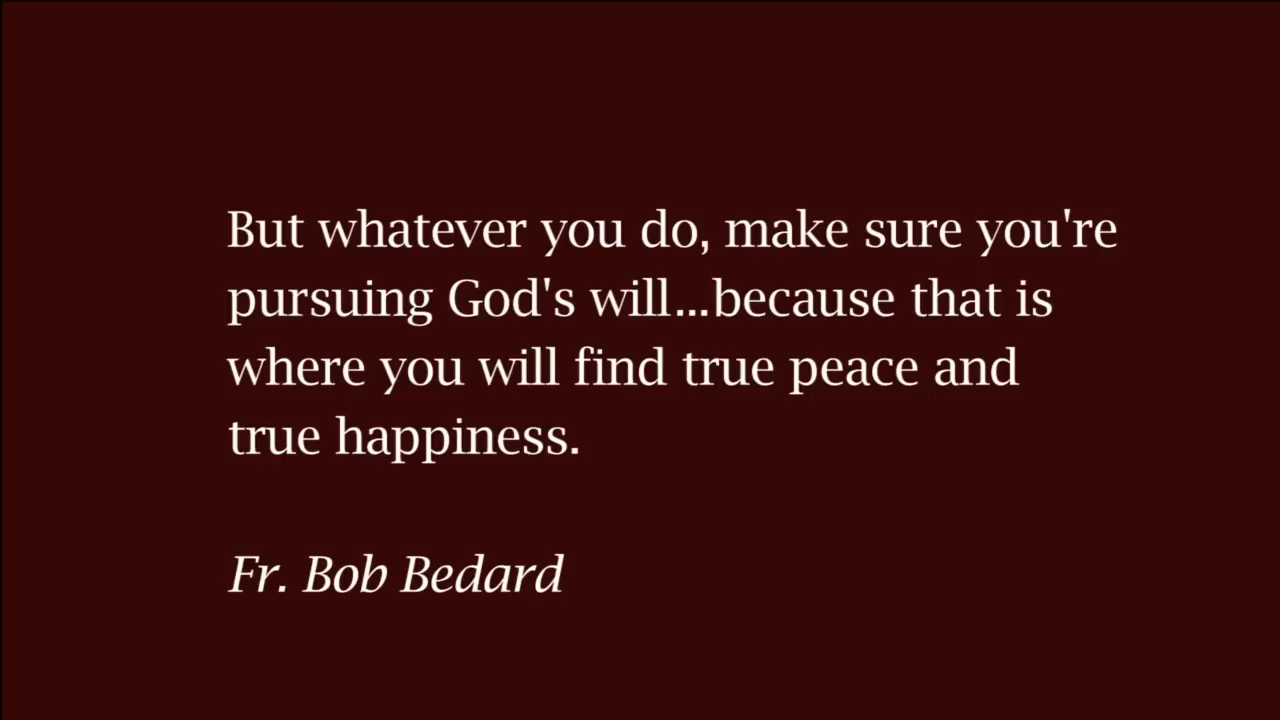 But whatever you do, make sure you're
pursuing God's will...because that is
where you will find true peace and
true happiness.
Fr. Bob Bedard